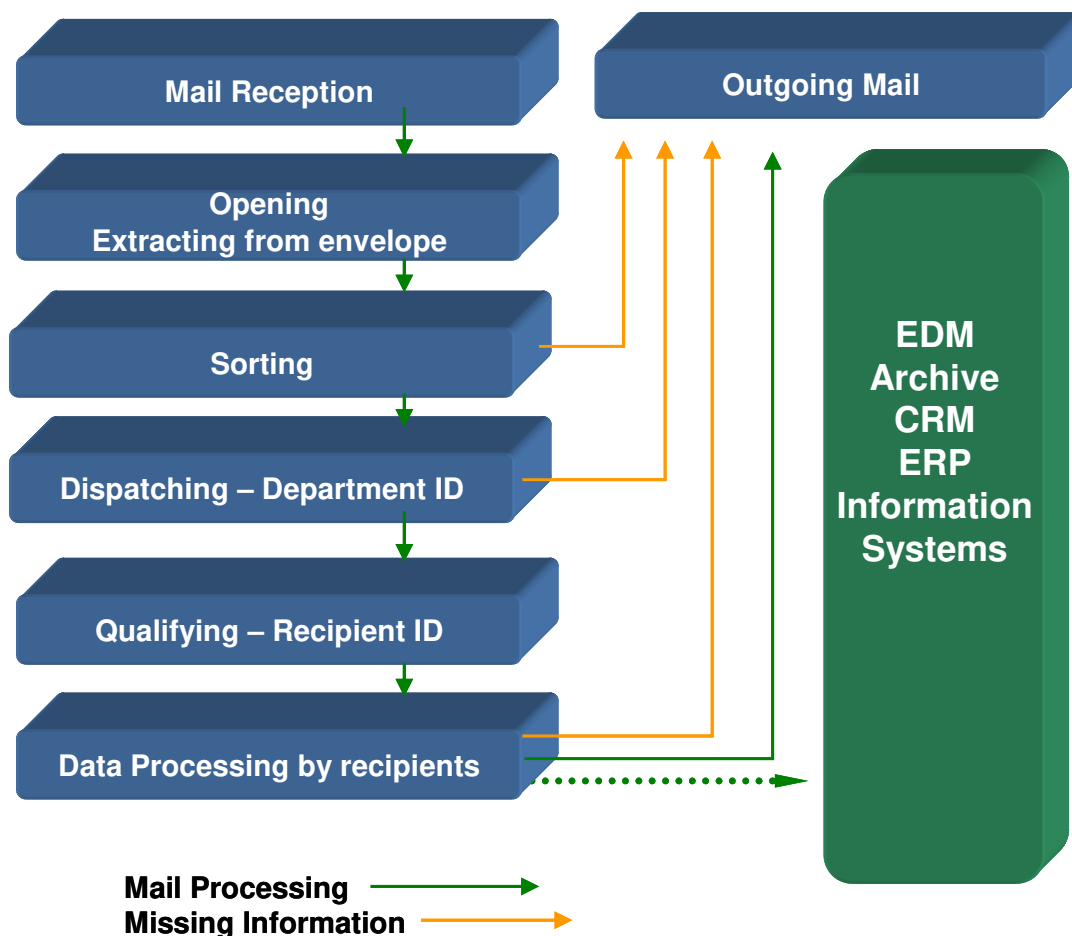 Mail Reception
Outgoing Mail
Opening
Extracting from envelope
Sorting
Dispatching – Department ID
Qualifying – Recipient ID
Data Processing by recipients
EDM
Archive
CRM
ERP
Information
Systems
Mail Processing
Missing Information